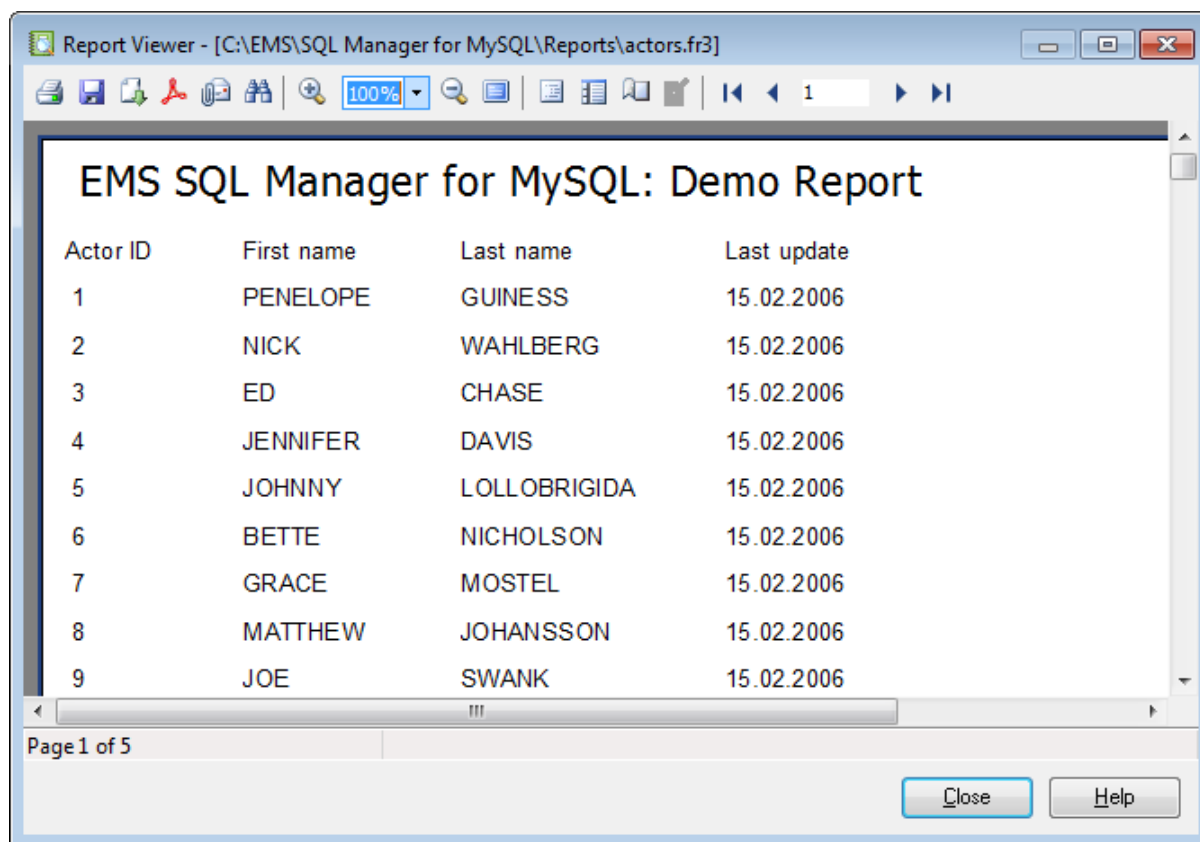 Report Viewer - [C:\EMS\SQL Manager for MySQL\Reports\actors.fr3]
100% 1
EMS SQL Manager for MySQL: Demo Report
Actor ID First name Last name Last update
1 PENELOPE GUINESS 15.02.2006
2 NICK WAHLBERG 15.02.2006
3 ED CHASE 15.02.2006
4 JENNIFER DAVIS 15.02.2006
5 JOHNNY LOLLOBRIGIDA 15.02.2006
6 BETTE NICHOLSON 15.02.2006
7 GRACE MOSTEL 15.02.2006
8 MATTHEW JOHANSSON 15.02.2006
9 JOE SWANK 15.02.2006
Page 1 of 5
Close Help